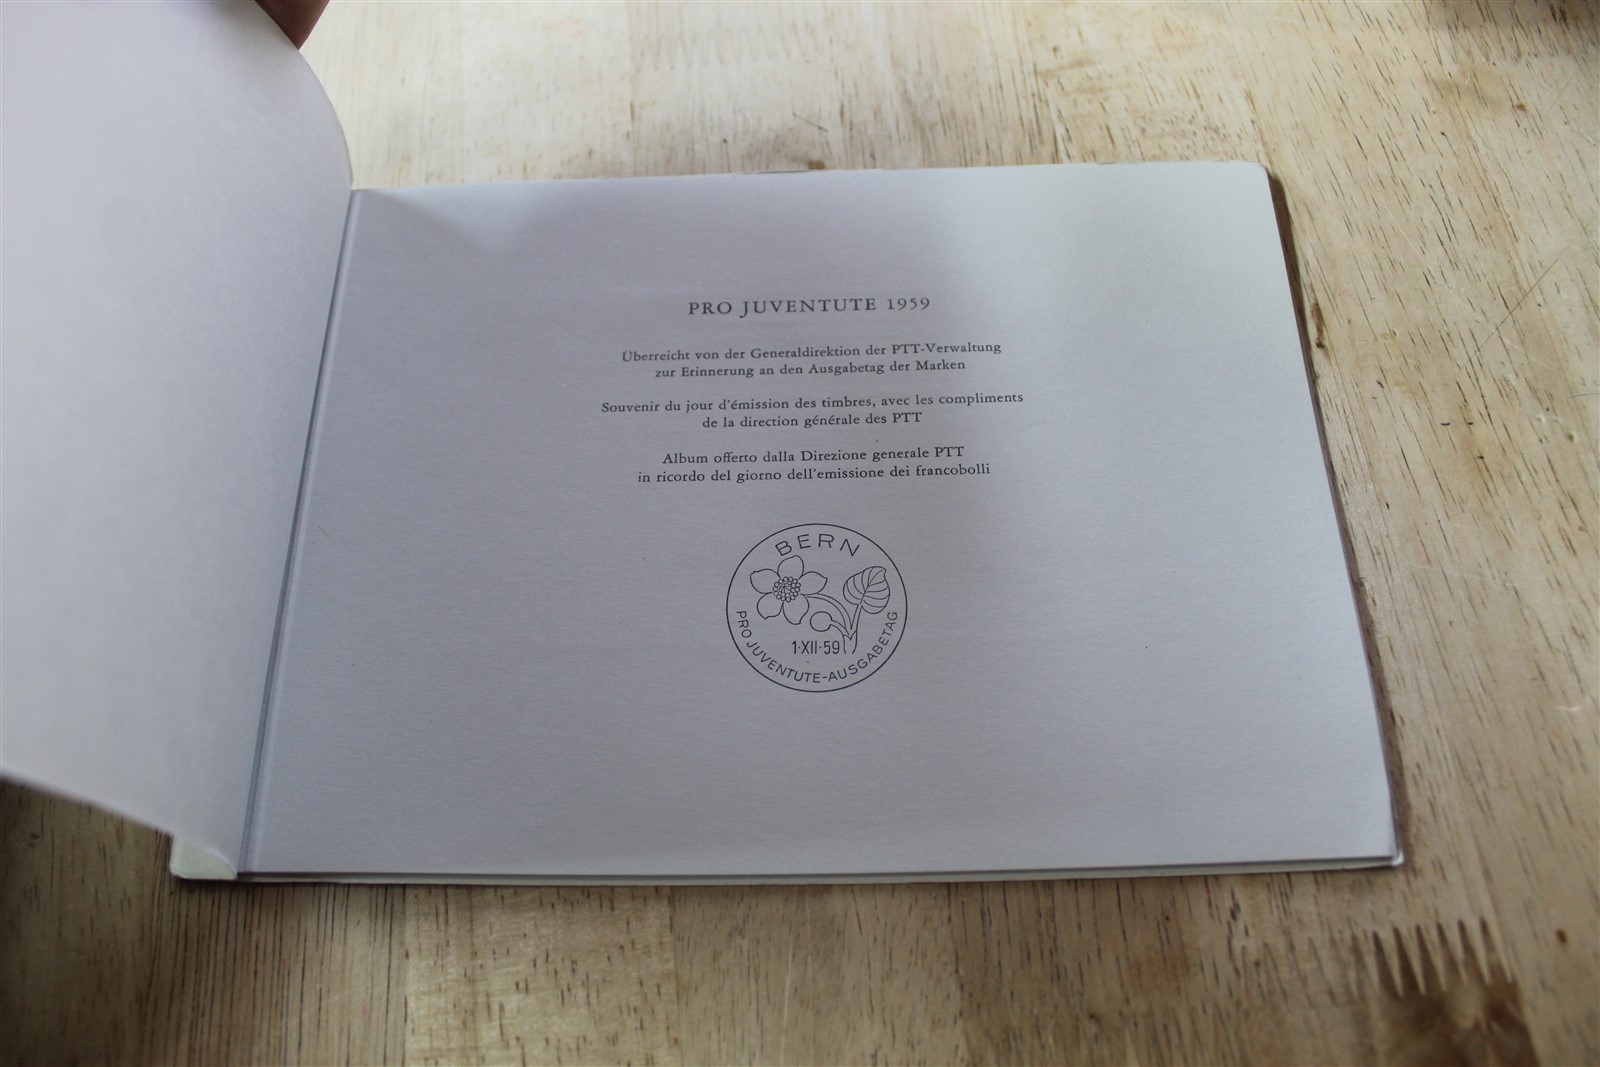 PRO JUVENTUTE 1959
Überreicht von der Generaldirektion der PTT-Verwaltung
zur Erinnerung an den Ausgabetag der Marken
Souvenir du jour d'émission des timbres, avec les compliments
de la direction générale des PTT
Album offerto dalla Direzione generale PTT
in ricordo del giorno dell'emissione dei francobolli
BERN
1·XII·59
PRO JUVENTUTE-AUSGABETAG